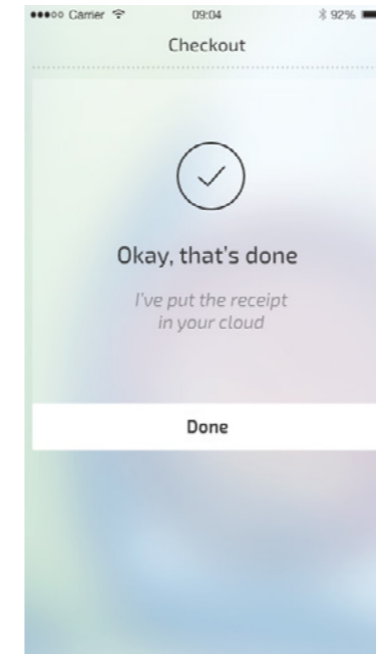 Carrier 09:04 92%
Checkout
Okay, that's done
I've put the receipt
in your cloud
Done